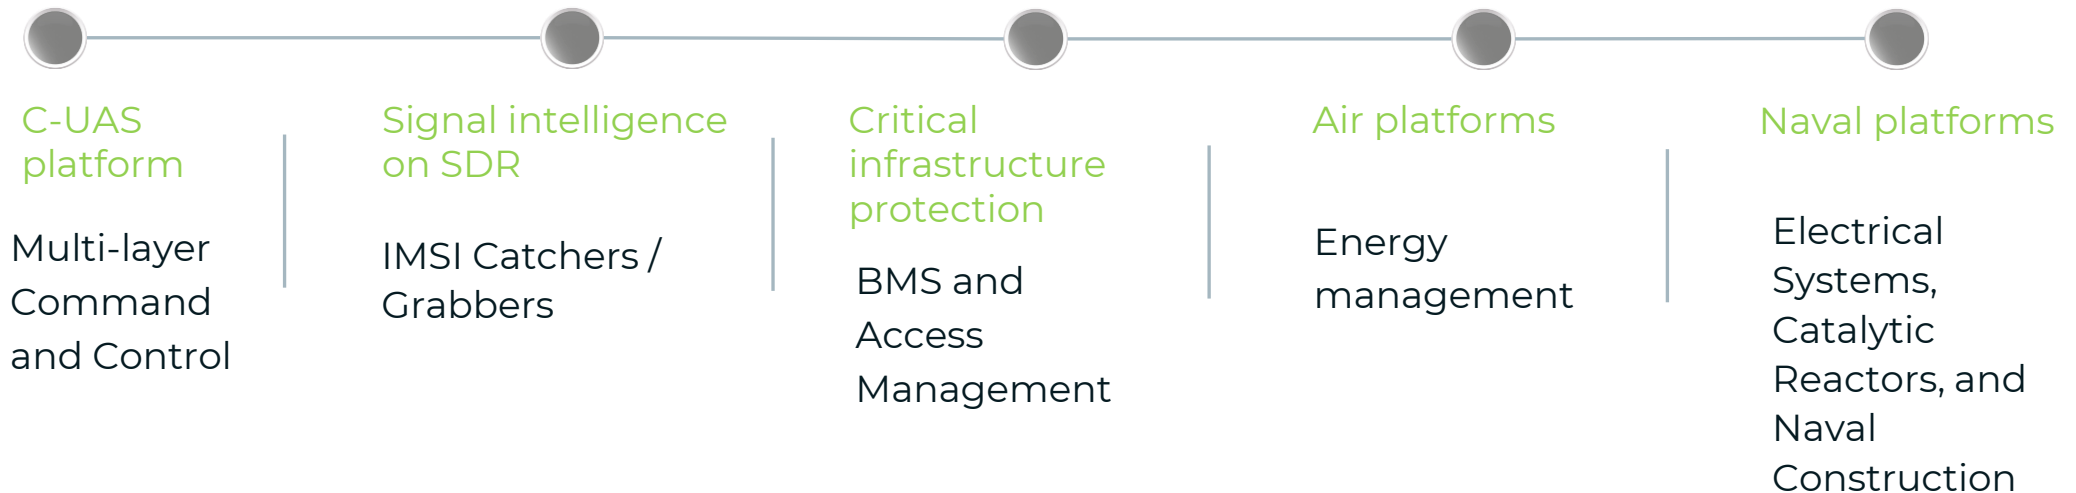 C-UAS
platform
Multi-layer
Command
and Control
Signal intelligence
on SDR
IMSI Catchers /
Grabbers
Critical
infrastructure
protection
BMS and
Access
Management
Air platforms
Energy
management
Naval platforms
Electrical
Systems,
Catalytic
Reactors, and
Naval
Construction